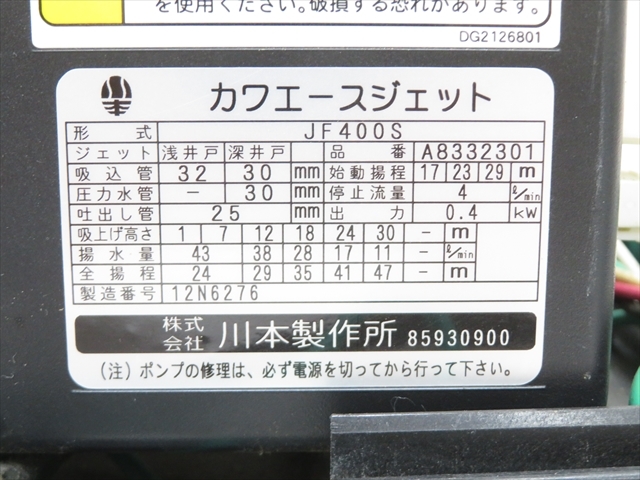 を使用ください。破損する恐れがあります。
DG2126801
カワエースジェット
形 式 JF400S
ジェット 浅井戸 深井戸 品 番 A8332301
吸込管 32 30 mm 始動揚程 17 23 29 m
圧力水管 - 30 停止流量 4 ℓ/min
吐出し管 25 mm 出 力 0.4 kW
吸上げ高さ 1 7 12 18 24 30 - m
揚水量 43 38 28 17 11 - ℓ/min
全揚程 24 29 35 41 47 - m
製造番号 12N6276
株式会社 川本製作所 85930900
(注) ポンプの修理は、必ず電源を切ってから行って下さい。